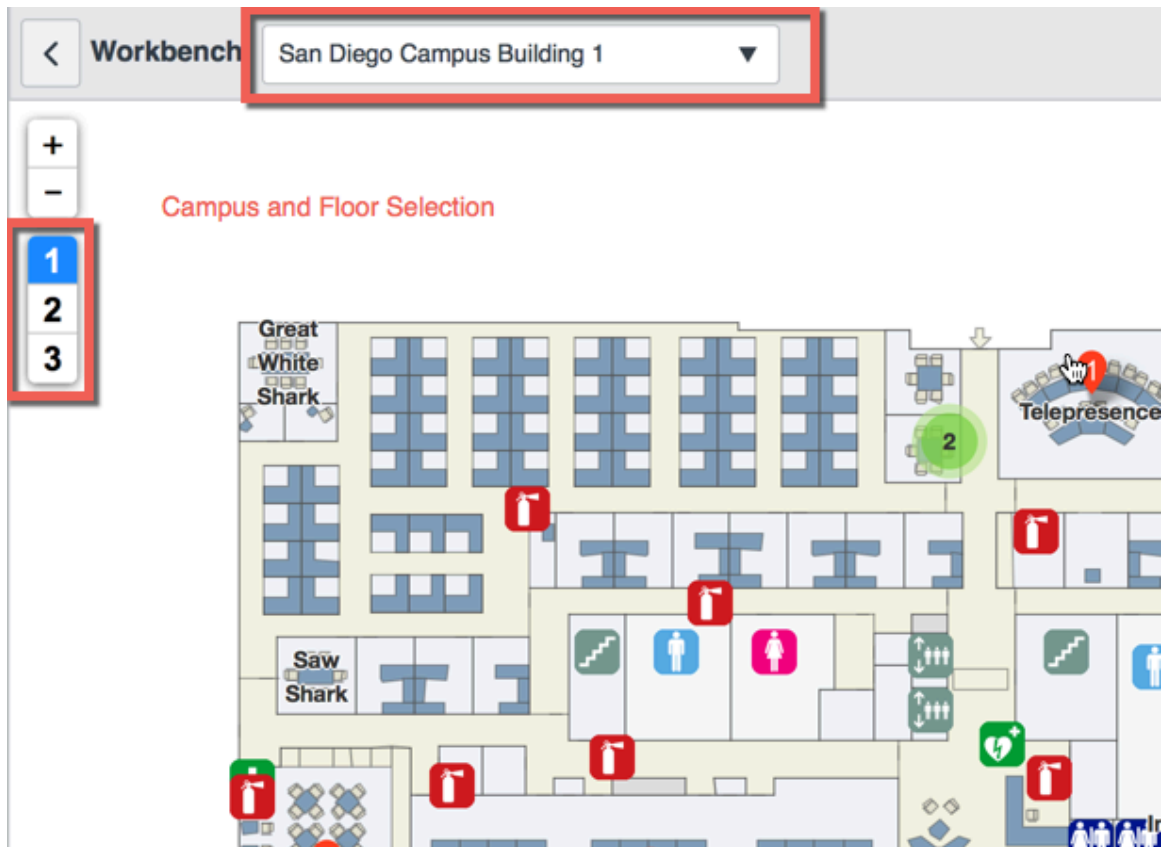 Workbench
San Diego Campus Building 1
+
−
Campus and Floor Selection
1
2
3
Great
White
Shark
1
Telepresence
2
Saw
Shark